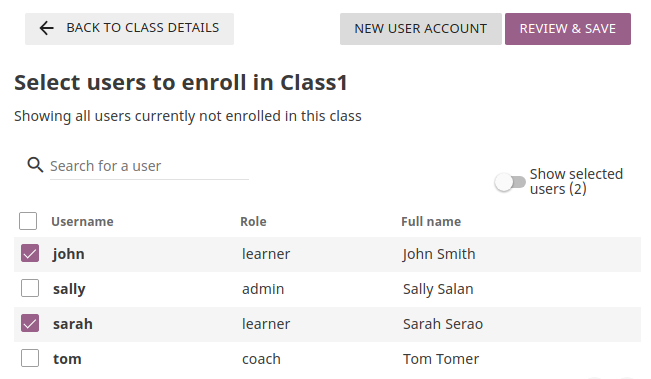 BACK TO CLASS DETAILS NEW USER ACCOUNT REVIEW & SAVE
Select users to enroll in Class1
Showing all users currently not enrolled in this class
Search for a user
Show selected
users (2)
Username Role Full name
john learner John Smith
sally admin Sally Salan
sarah learner Sarah Serao
tom coach Tom Tomer